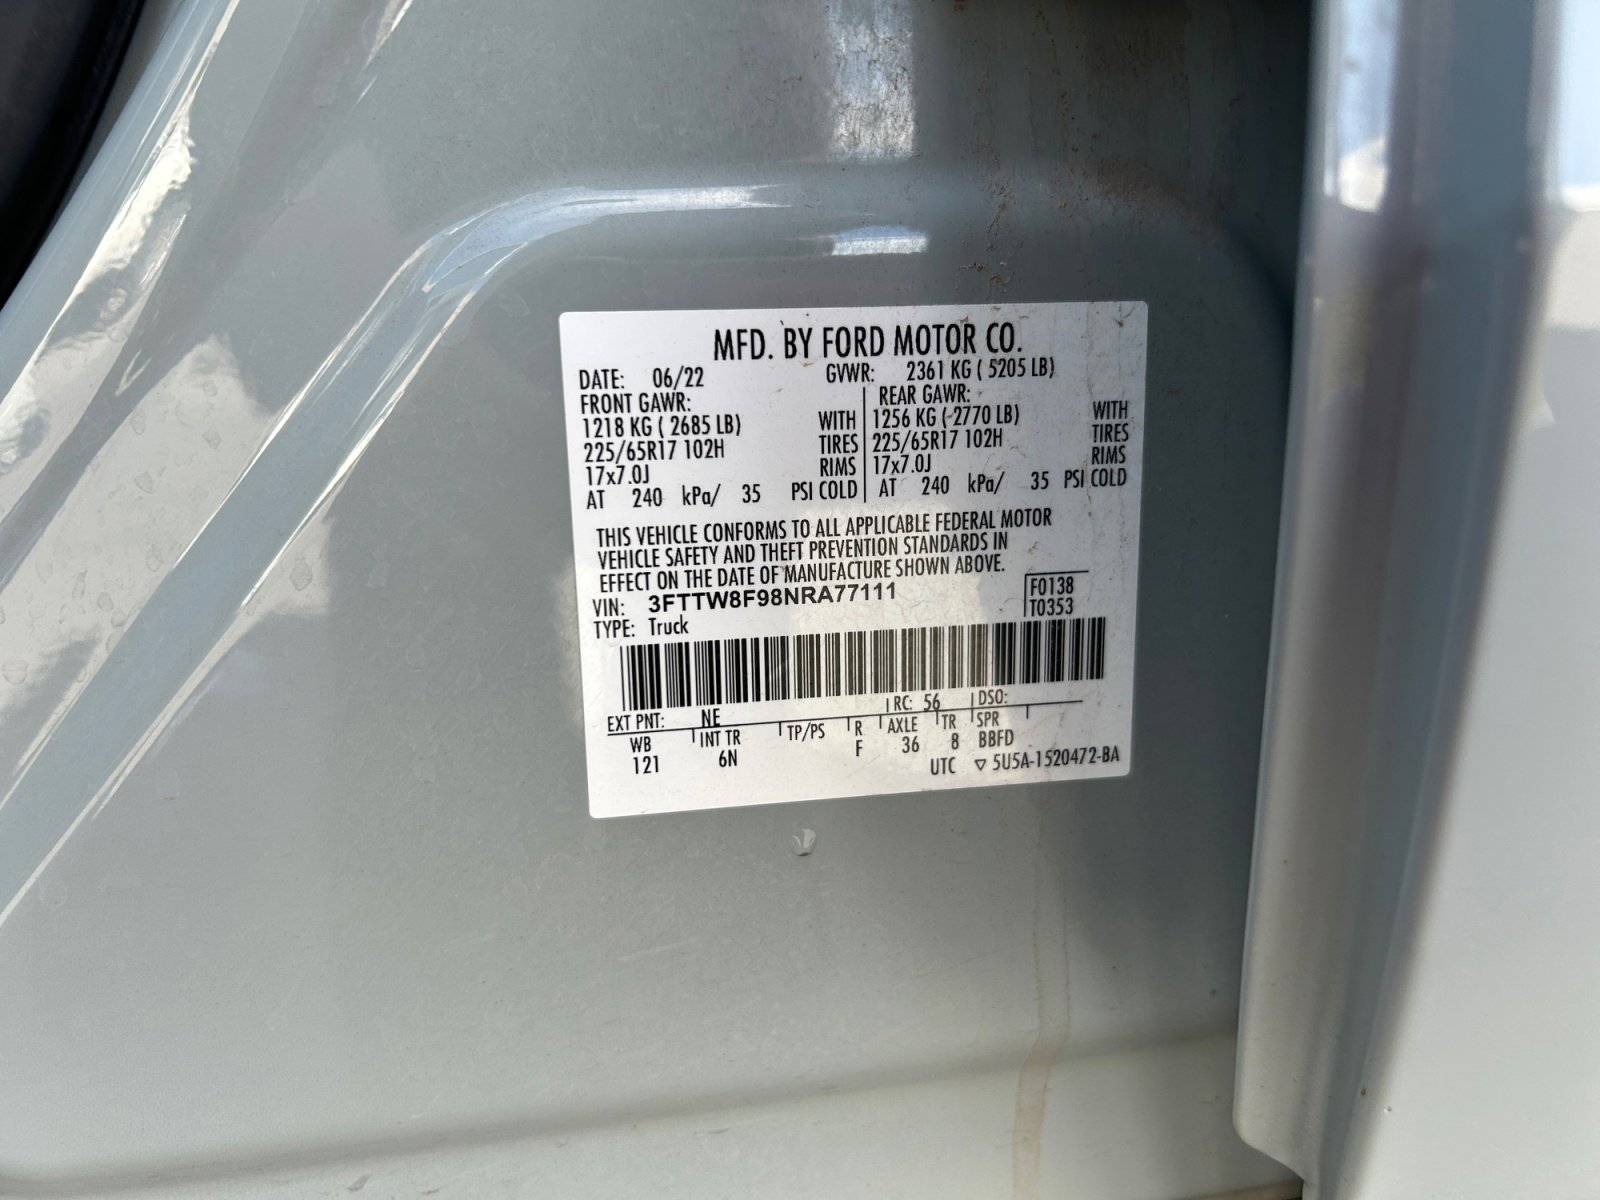 MFD. BY FORD MOTOR CO.
DATE: 06/22 GVWR: 2361 KG ( 5205 LB)
FRONT GAWR: REAR GAWR:
1218 KG ( 2685 LB) WITH 1256 KG ( 2770 LB) WITH
225/65R17 102H TIRES 225/65R17 102H TIRES
17x7.0J RIMS 17x7.0J RIMS
AT 240 kPa/ 35 PSI COLD AT 240 kPa/ 35 PSI COLD
THIS VEHICLE CONFORMS TO ALL APPLICABLE FEDERAL MOTOR
VEHICLE SAFETY AND THEFT PREVENTION STANDARDS IN
EFFECT ON THE DATE OF MANUFACTURE SHOWN ABOVE.
VIN: 3FTTW8F98NRA77111 F0138
TYPE: Truck T0353
EXT PNT: NE RC: 56 DSO:
WB INT TR TP/PS R AXLE TR SPR
121 6N F 36 8 BBFD
UTC ▽ 5U5A-1520472-BA